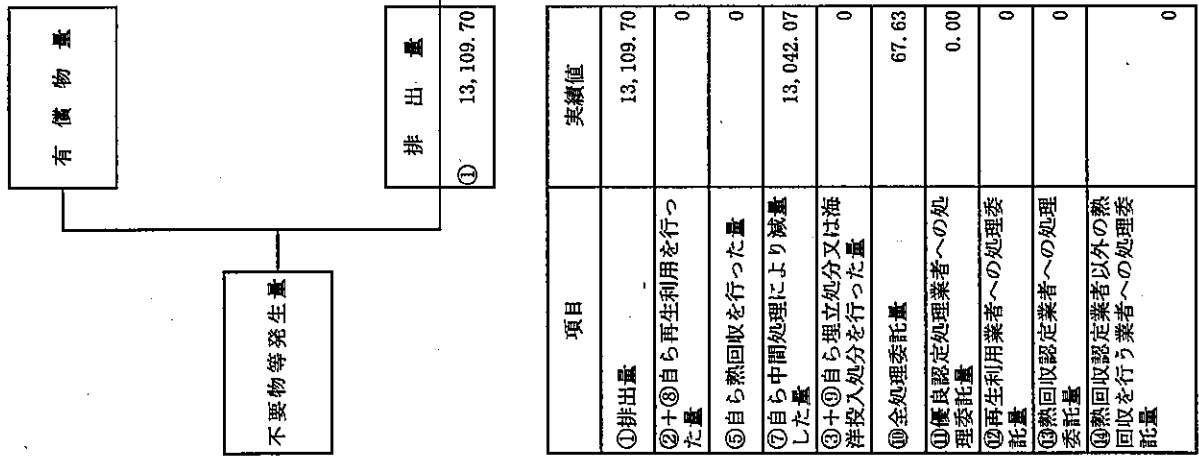 有償物量
不要物等発生量
排出量
① 13,109.70
項目 実績値
①排出量 13,109.70
②+⑧自ら再生利用を行っ
た量 0
⑤自ら熱回収を行った量 0
⑦自ら中間処理により減量
した量 13,042.07
③+⑨自ら埋立処分又は海
洋投入処分を行った量 0
⑩全処理委託量 67.63
⑪優良認定処理業者への処
理委託量 0.00
⑫再生利用業者への処理委
託量 0
⑬熱回収認定業者への処理
委託量 0
⑭熱回収認定業者以外の熱
回収を行う業者への処理委
託量 0